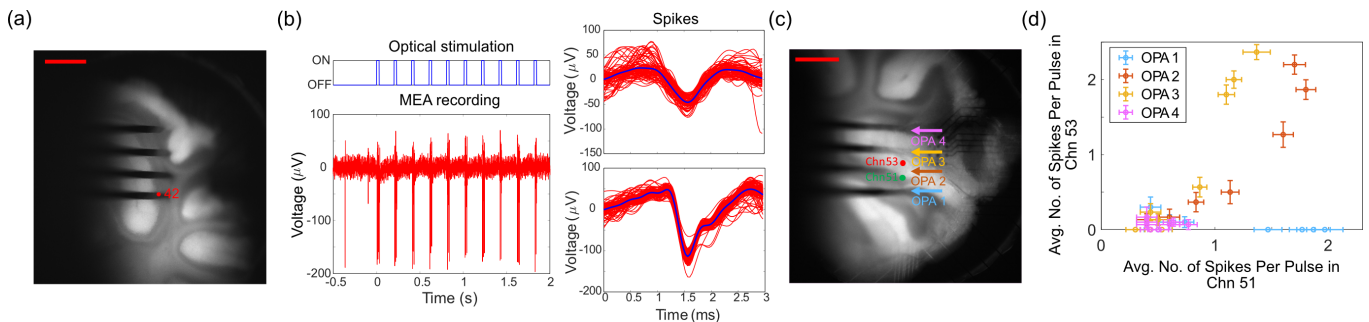 (a)
42
(b)
Optical stimulation
ON
OFF
MEA recording
Voltage (µV)
100
0
-100
-200
-0.5
0
0.5
1
1.5
2
Time (s)
Spikes
Voltage (µV)
100
50
0
-50
-100
150
Voltage (µV)
100
0
-100
-200
0
0.5
1
1.5
2
2.5
3
Time (ms)
(c)
OPA 4
OPA 3
Chn53
OPA 2
OPA 1
(d)
Avg. No. of Spikes Per Pulse in
Chn 53
2
1
0
OPA 1
OPA 2
OPA 3
OPA 4
0
1
2
Avg. No. of Spikes Per Pulse in
Chn 51